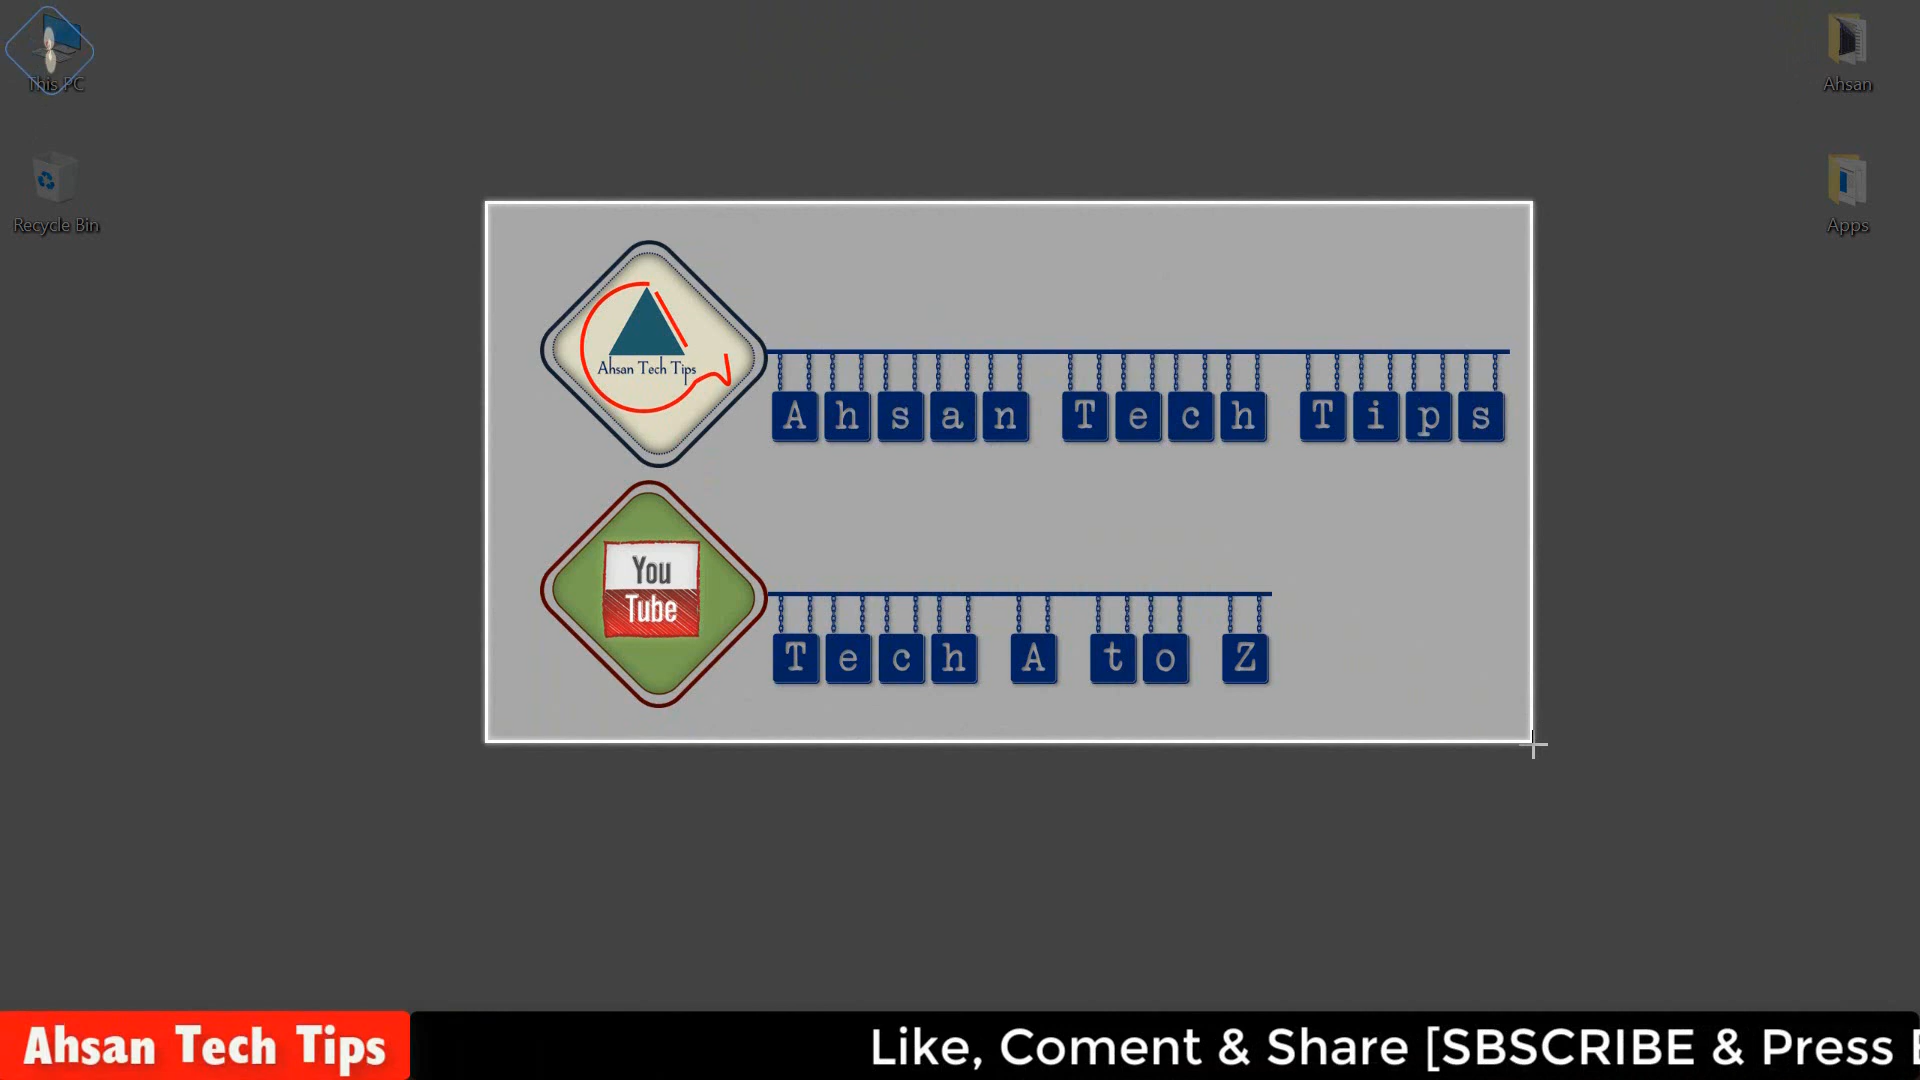 This PC
Recycle Bin
Ahsan
Apps
Ahsan Tech Tips
Ahsan Tech Tips
You
Tube
Tech A to Z
Ahsan Tech Tips
Like, Coment & Share [SBSCRIBE & Press